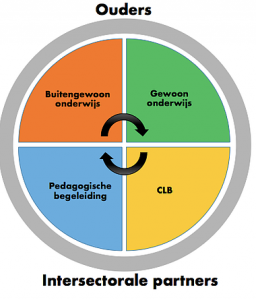 Ouders
Buitengewoon
onderwijs
Gewoon
onderwijs
Pedagogische
begeleiding
CLB
Intersectorale partners